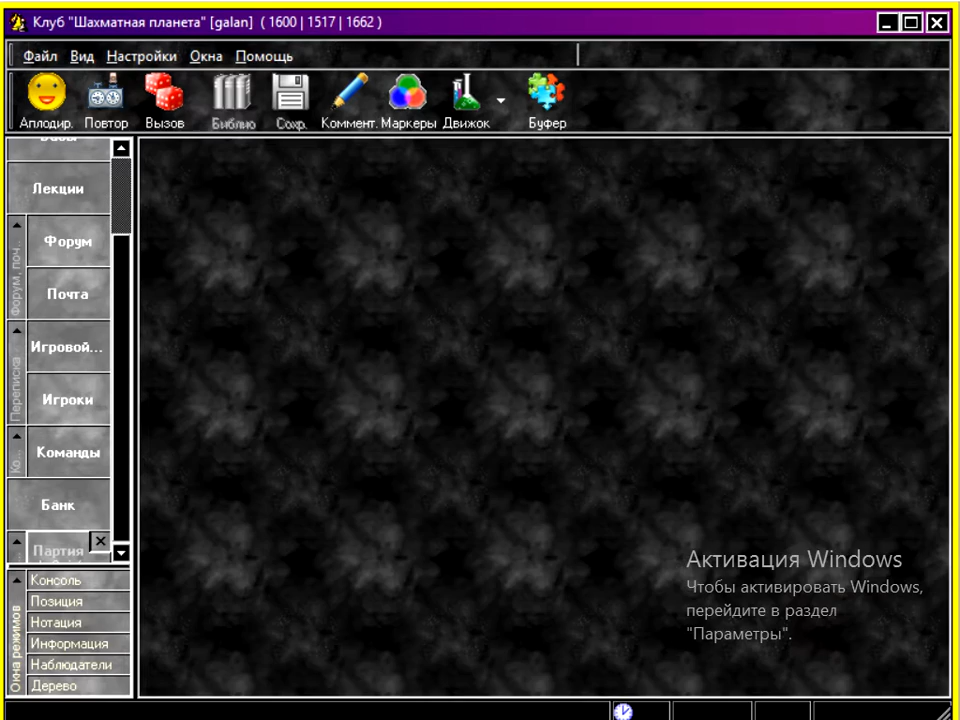 Клуб "Шахматная планета" [galan] ( 1600 | 1517 | 1662 )
Файл Вид Настройки Окна Помощь
Аплодир. Повтор Вызов Библио Сохр. Коммент. Маркеры Движок Буфер
Лекции
Форум, поч...
Форум
Почта
Переписка
Игровой...
Игроки
Ко...
Команды
Банк
Партия
Окна режимов
Консоль
Позиция
Нотация
Информация
Наблюдатели
Дерево
Активация Windows
Чтобы активировать Windows,
перейдите в раздел
"Параметры".